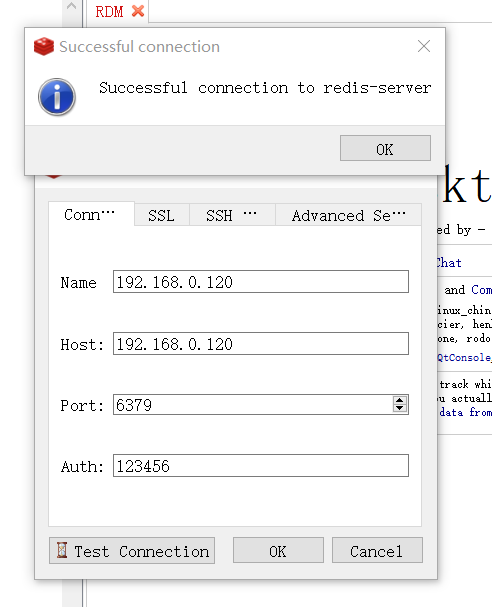 RDM
Successful connection
Successful connection to redis-server
OK
kt
Conn…
SSL
SSH …
Advanced Se…
ed by -
Chat
and Com
Name
192.168.0.120
inux_chin
cier, hen
one, rodo
Host:
192.168.0.120
QtConsole
track whi
ou actuall
data from
Port:
6379
Auth:
123456
Test Connection
OK
Cancel